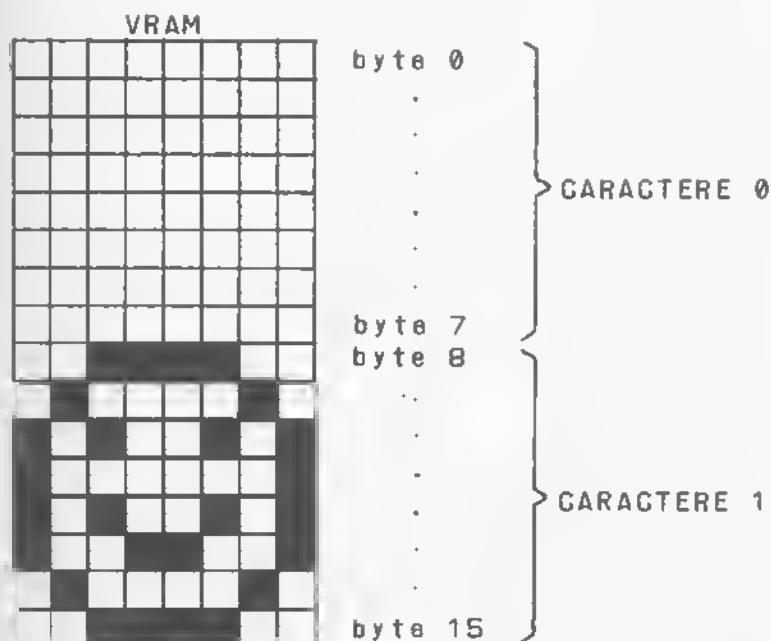 VRAM
byte 0
CARACTERE 0
byte 7
byte 8
CARACTERE 1
byte 15